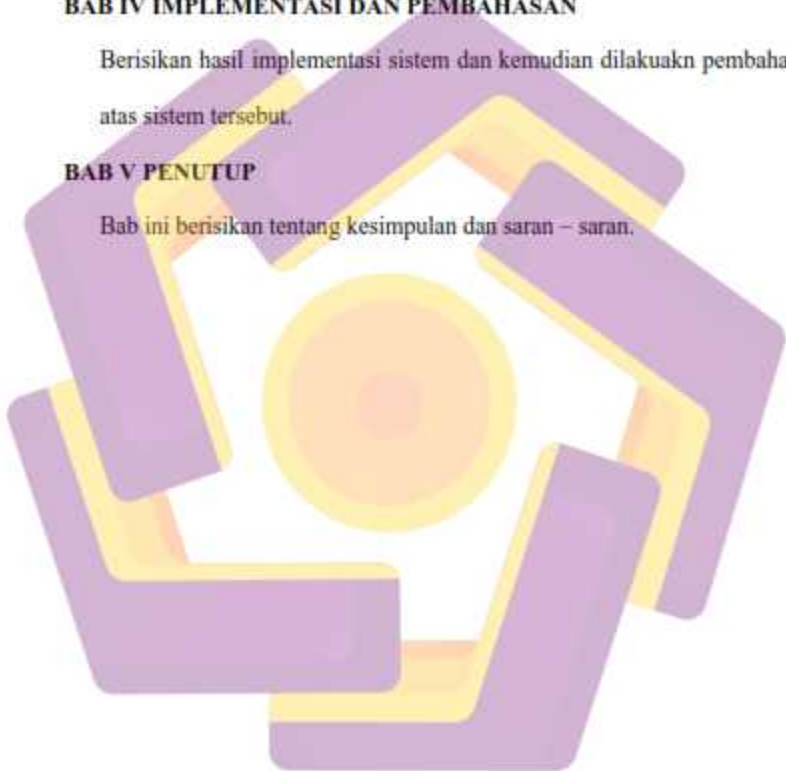 BAB IV IMPLEMENTASI DAN PEMBAHASAN
Berisikan hasil implementasi sistem dan kemudian dilakuakn
atas sistem tersebut.
BAB V PENUTUP
Bab ini berisikan tentang kesimpulan dan saran – saran.